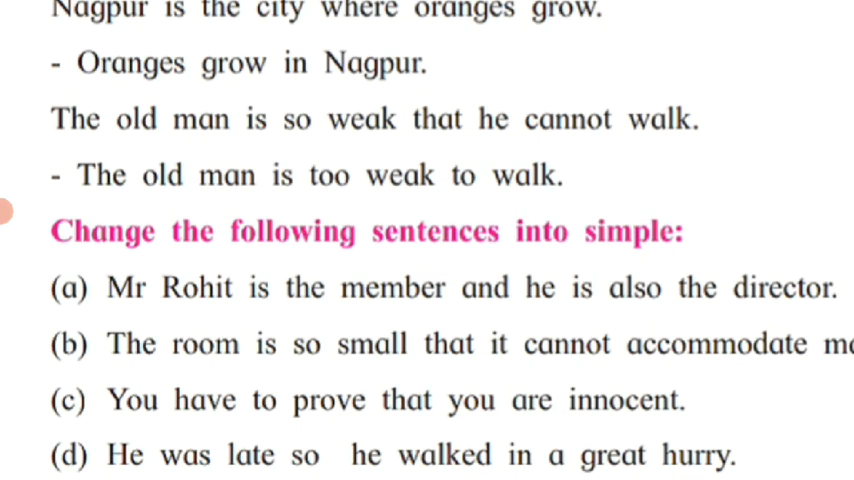 Nagpur is the city where oranges grow.
- Oranges grow in Nagpur.
The old man is so weak that he cannot walk.
- The old man is too weak to walk.
Change the following sentences into simple:
(a) Mr Rohit is the member and he is also the director.
(b) The room is so small that it cannot accommodate
(c) You have to prove that you are innocent.
(d) He was late so he walked in a great hurry.